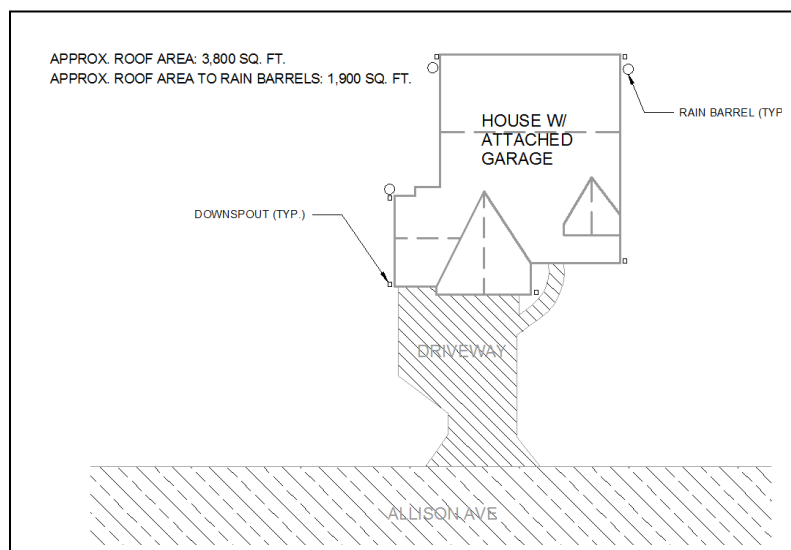 APPROX. ROOF AREA: 3,800 SQ. FT.
APPROX. ROOF AREA TO RAIN BARRELS: 1,900 SQ. FT.
RAIN BARREL (TYP
HOUSE W/
ATTACHED
GARAGE
DOWNSPOUT (TYP.)
DRIVEWAY
ALLISON AVE